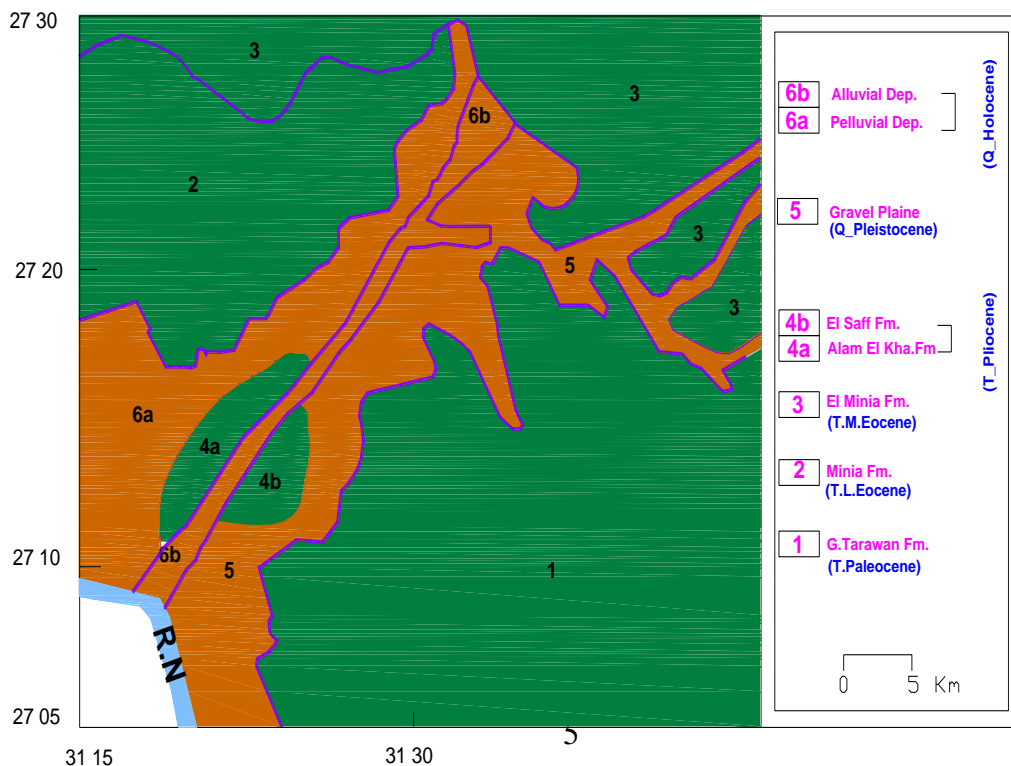 27 30
3
3
6b
2
3
27 20
5
3
6a
4a
4b
6b
5
1
27 10
R.N
27 05
31 15
31 30
5
6b Alluvial Dep.
6a Pelluvial Dep.
(Q_Holocene)
5 Gravel Plaine
(Q_Pleistocene)
4b El Saff Fm.
4a Alam El Kha.Fm
(T_Pliocene)
3 El Minia Fm.
(T.M.Eocene)
2 Minia Fm.
(T.L.Eocene)
1 G.Tarawan Fm.
(T.Paleocene)
0 5 Km